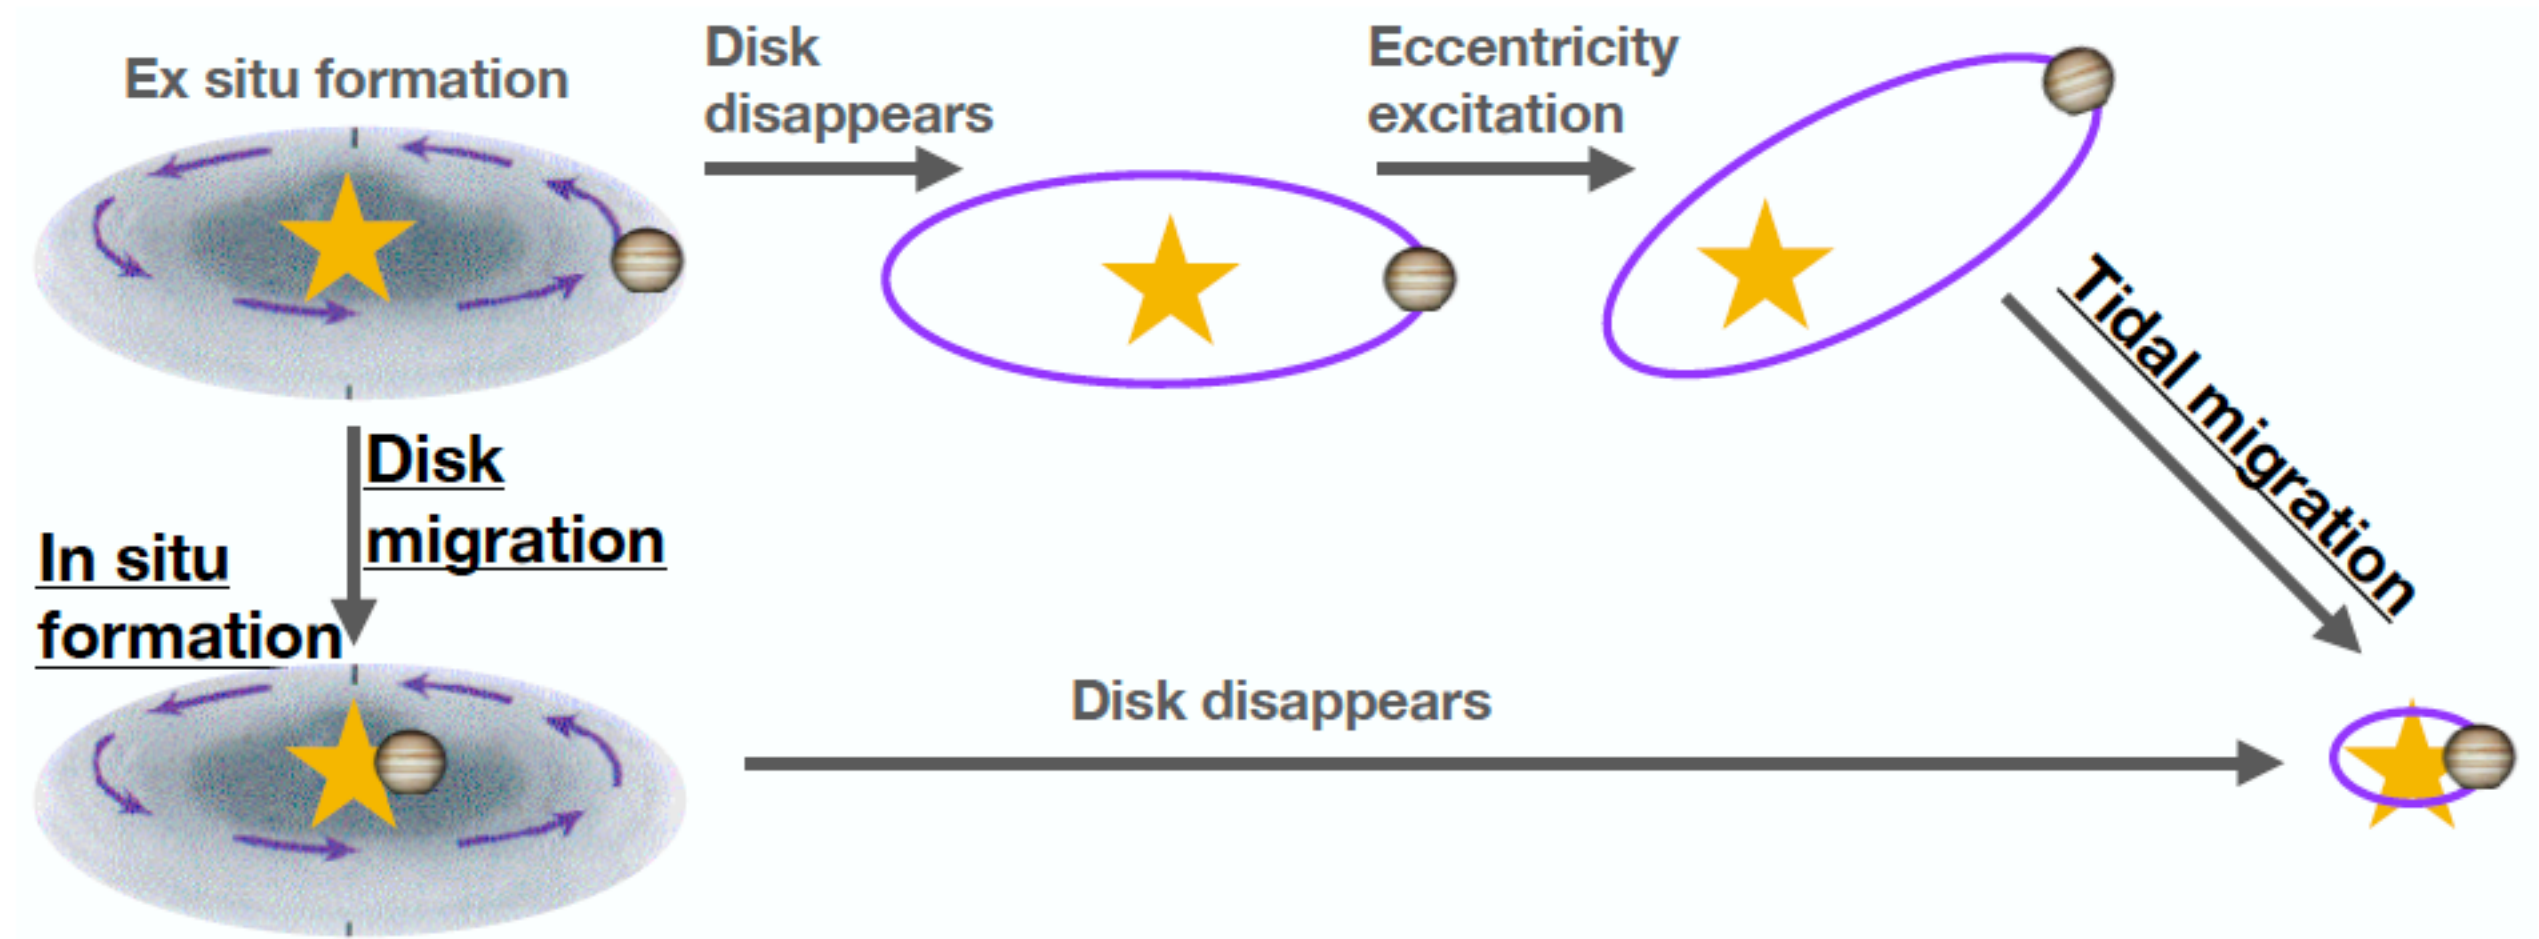 Ex situ formation
Disk
disappears
Eccentricity
excitation
Tidal migration
Disk
migration
In situ
formation
Disk disappears